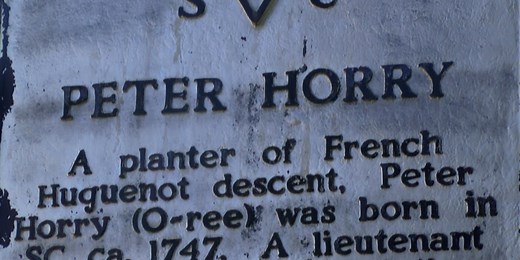 S C
PETER HORRY
A planter of French
Huguenot descent, Peter
Horry (O-ree) was born in
SC ca. 1747. A lieutenant